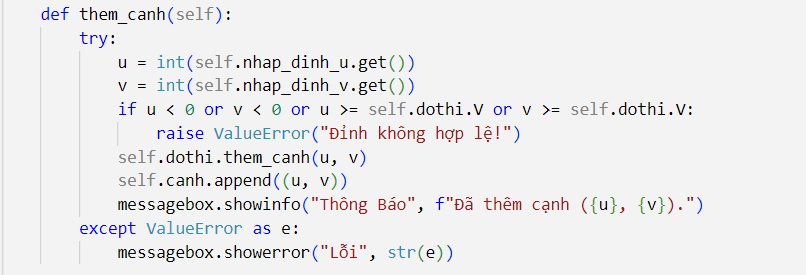 def them_canh(self):
    try:
        u = int(self.nhap_dinh_u.get())
        v = int(self.nhap_dinh_v.get())
        if u < 0 or v < 0 or u >= self.dothi.V or v >= self.dothi.V:
            raise ValueError("Đỉnh không hợp lệ!")
        self.dothi.them_canh(u, v)
        self.canh.append((u, v))
        messagebox.showinfo("Thông Báo", f"Đã thêm cạnh ({u}, {v}).")
    except ValueError as e:
        messagebox.showerror("Lỗi", str(e))